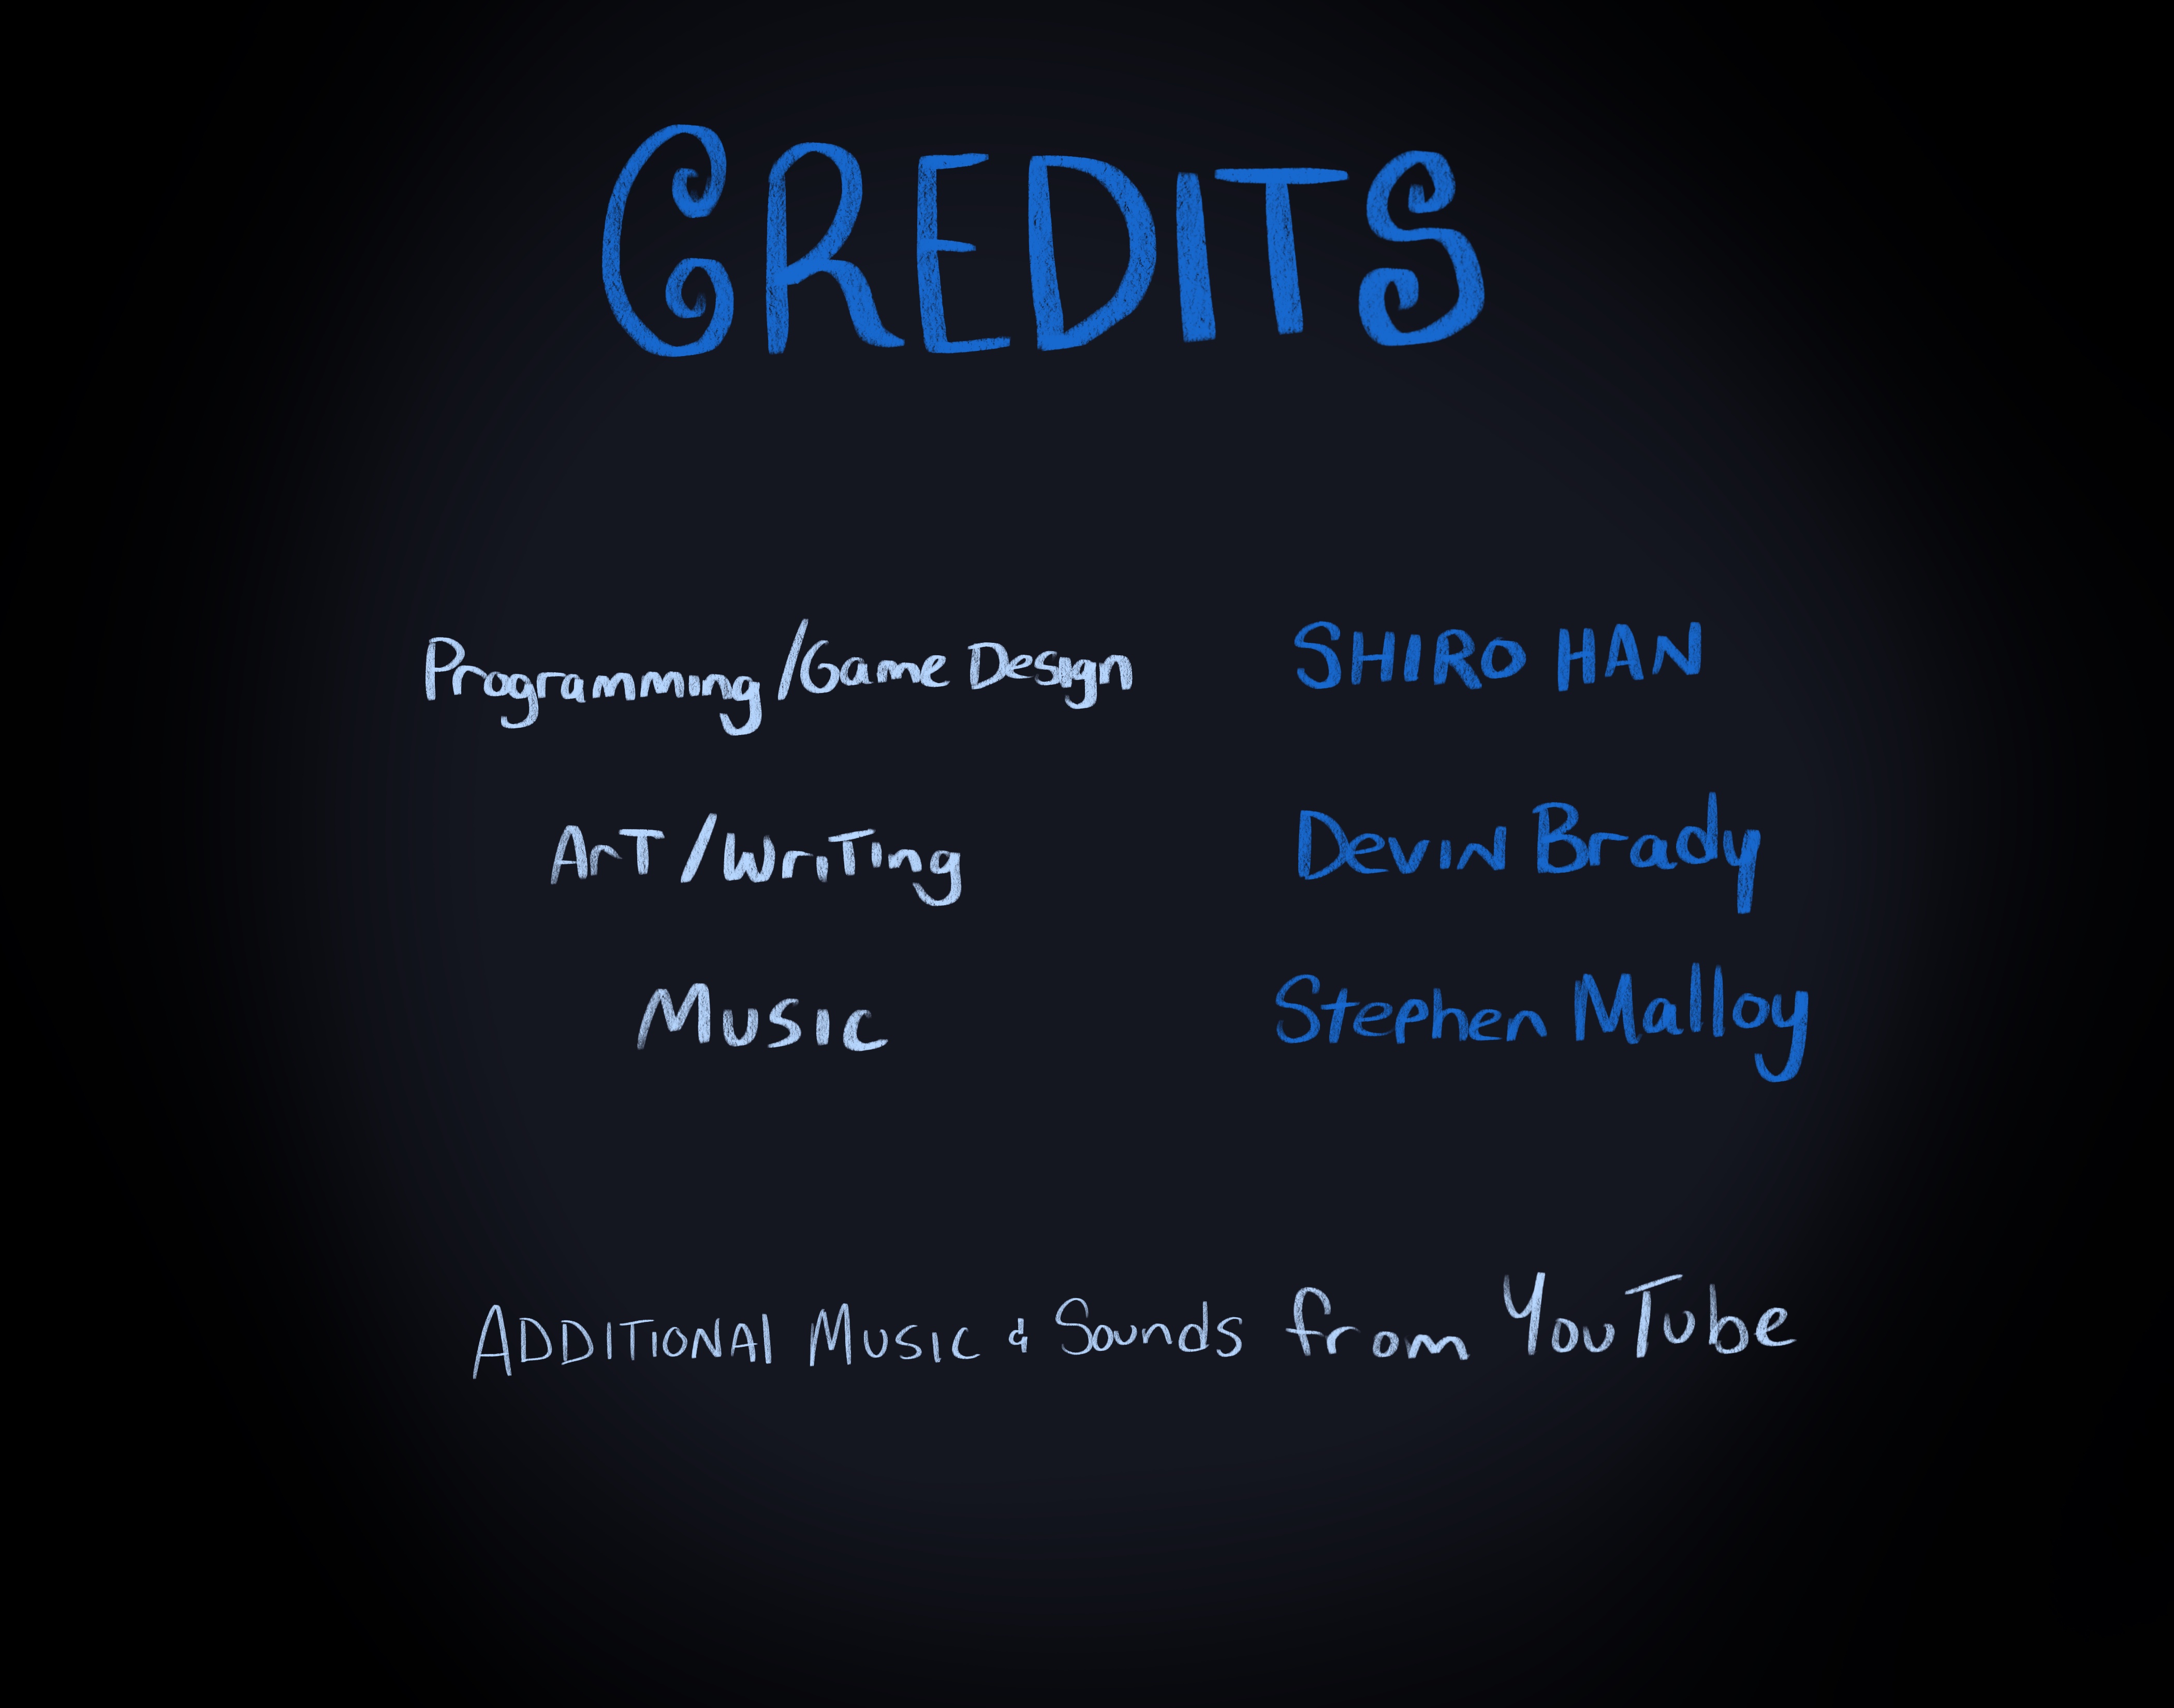 CREDITS
Programming/Game Design SHIRO HAN
Art/Writing Devin Brady
Music Stephen Malloy
Additional Music & Sounds from YouTube